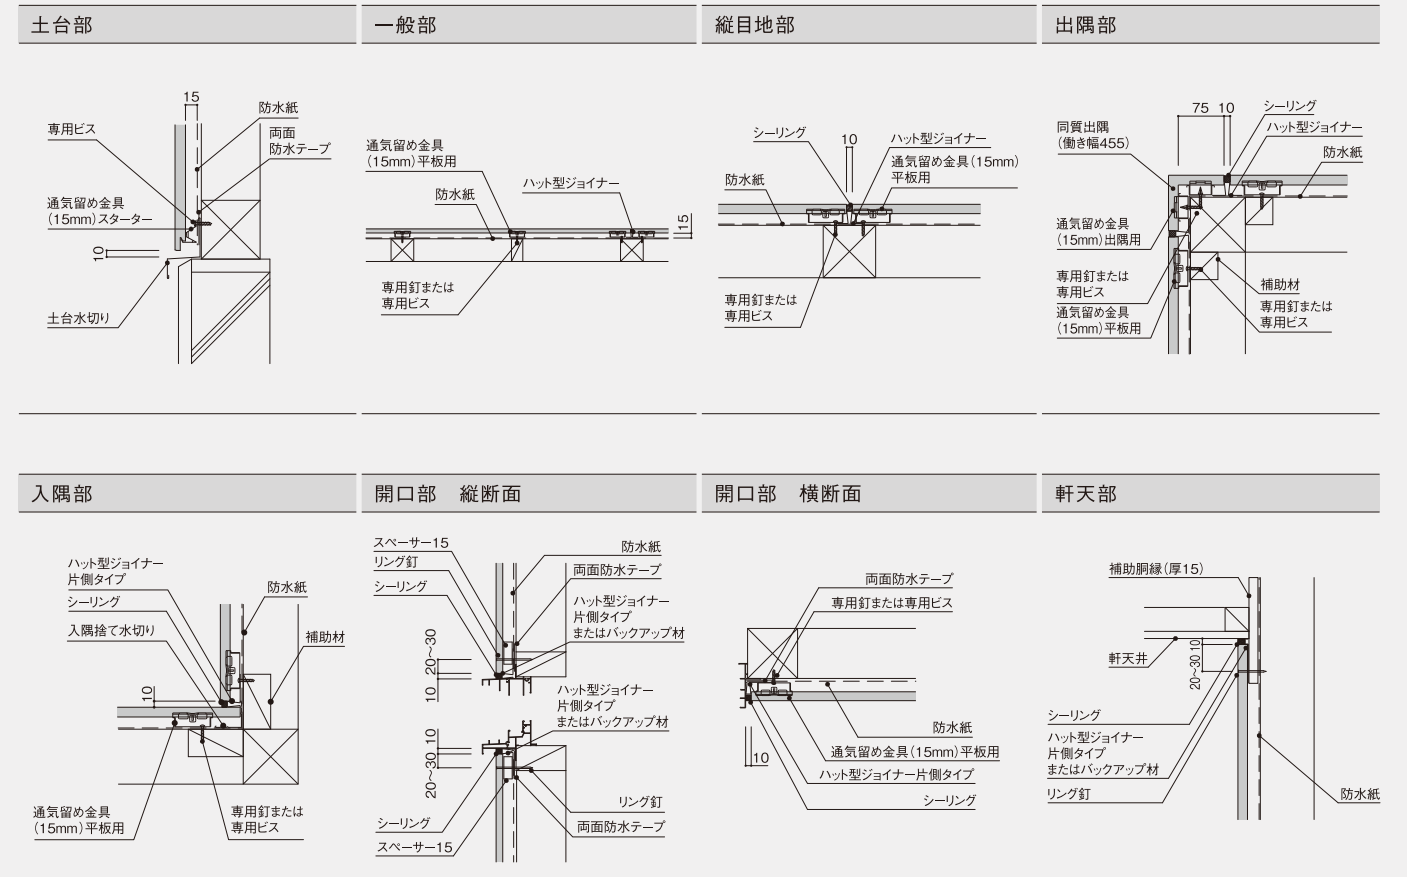 土台部
15
防水紙
専用ビス
両面
防水テープ
通気留め金具
（15mm）スターター
10
土台水切り
一般部
通気留め金具
（15mm）平板用
防水紙
ハット型ジョイナー
15
専用釘または
専用ビス
縦目地部
シーリング
10
ハット型ジョイナー
通気留め金具（15mm）
平板用
防水紙
専用釘または
専用ビス
出隅部
75 10
シーリング
同質出隅
（働き幅455）
ハット型ジョイナー
防水紙
通気留め金具
（15mm）出隅用
専用釘または
専用ビス
通気留め金具
（15mm）平板用
補助材
専用釘または
専用ビス
入隅部
ハット型ジョイナー
片側タイプ
シーリング
入隅捨て水切り
防水紙
補助材
10
通気留め金具
（15mm）平板用
専用釘または
専用ビス
開口部　縦断面
スペーサー15
リング釘
シーリング
防水紙
両面防水テープ
ハット型ジョイナー
片側タイプ
またはバックアップ材
20〜30
10
ハット型ジョイナー
片側タイプ
またはバックアップ材
10
20〜30
リング釘
シーリング
両面防水テープ
スペーサー15
開口部　横断面
両面防水テープ
専用釘または専用ビス
防水紙
10
通気留め金具（15mm）平板用
ハット型ジョイナー片側タイプ
シーリング
軒天部
補助胴縁（厚15）
軒天井
10
20〜30
シーリング
ハット型ジョイナー
片側タイプ
またはバックアップ材
リング釘
防水紙